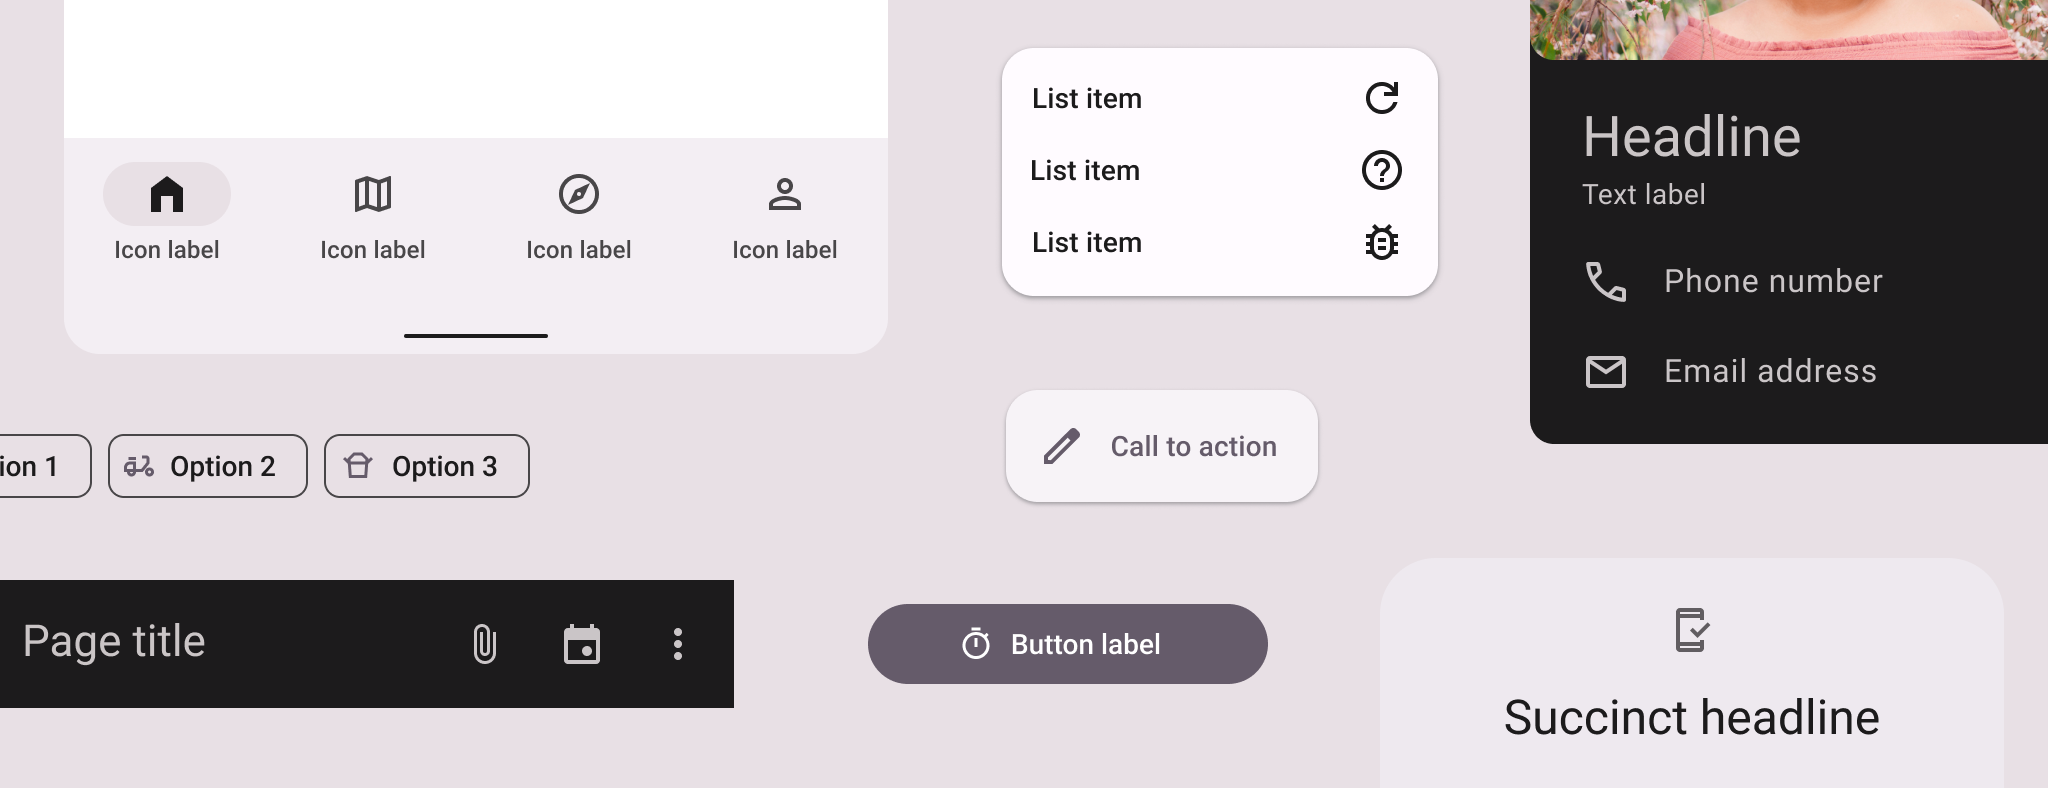 Icon label
Icon label
Icon label
Icon label
List item
List item
List item
Headline
Text label
Phone number
Email address
ion 1
Option 2
Option 3
Call to action
Page title
Button label
Succinct headline